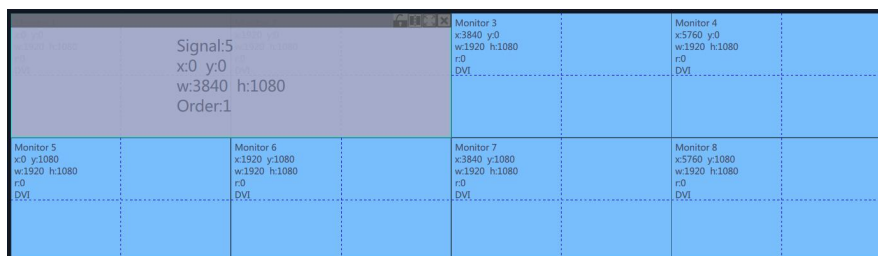 Signal:5
x:0 y:0
w:3840 h:1080
Order:1
Monitor 3
x:3840 y:0
w:1920 h:1080
r:0
DVI
Monitor 4
x:5760 y:0
w:1920 h:1080
r:0
DVI
Monitor 5
x:0 y:1080
w:1920 h:1080
r:0
DVI
Monitor 6
x:1920 y:1080
w:1920 h:1080
r:0
DVI
Monitor 7
x:3840 y:1080
w:1920 h:1080
r:0
DVI
Monitor 8
x:5760 y:1080
w:1920 h:1080
r:0
DVI